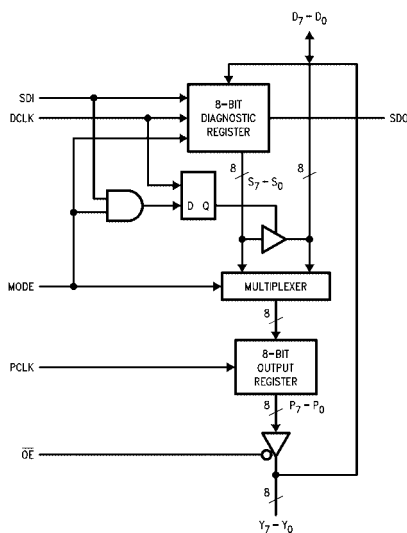 D₇ – D₀
SDI
DCLK
8-BIT
DIAGNOSTIC
REGISTER
SDO
8
S₇ – S₀
8
D Q
MODE
MULTIPLEXER
8
PCLK
8-BIT
OUTPUT
REGISTER
8
P₇ – P₀
O̅E̅
8
Y₇ – Y₀